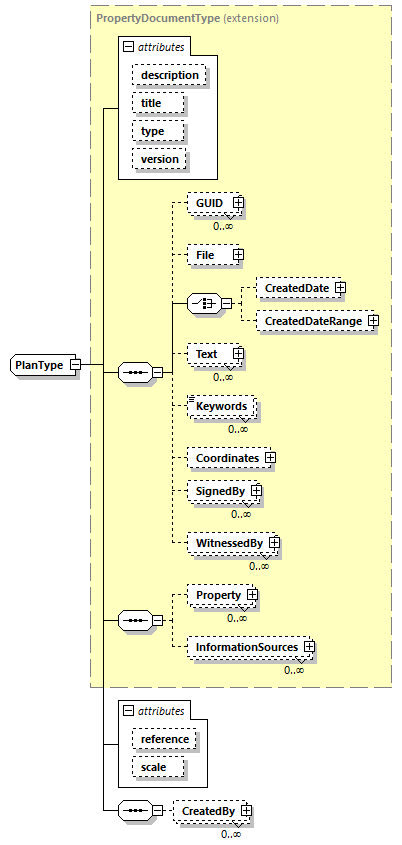 PropertyDocumentType (extension)
attributes
description
title
type
version
GUID
0..∞
File
CreatedDate
CreatedDateRange
PlanType
Text
0..∞
Keywords
0..∞
Coordinates
SignedBy
0..∞
WitnessedBy
0..∞
Property
0..∞
InformationSources
0..∞
attributes
reference
scale
CreatedBy
0..∞